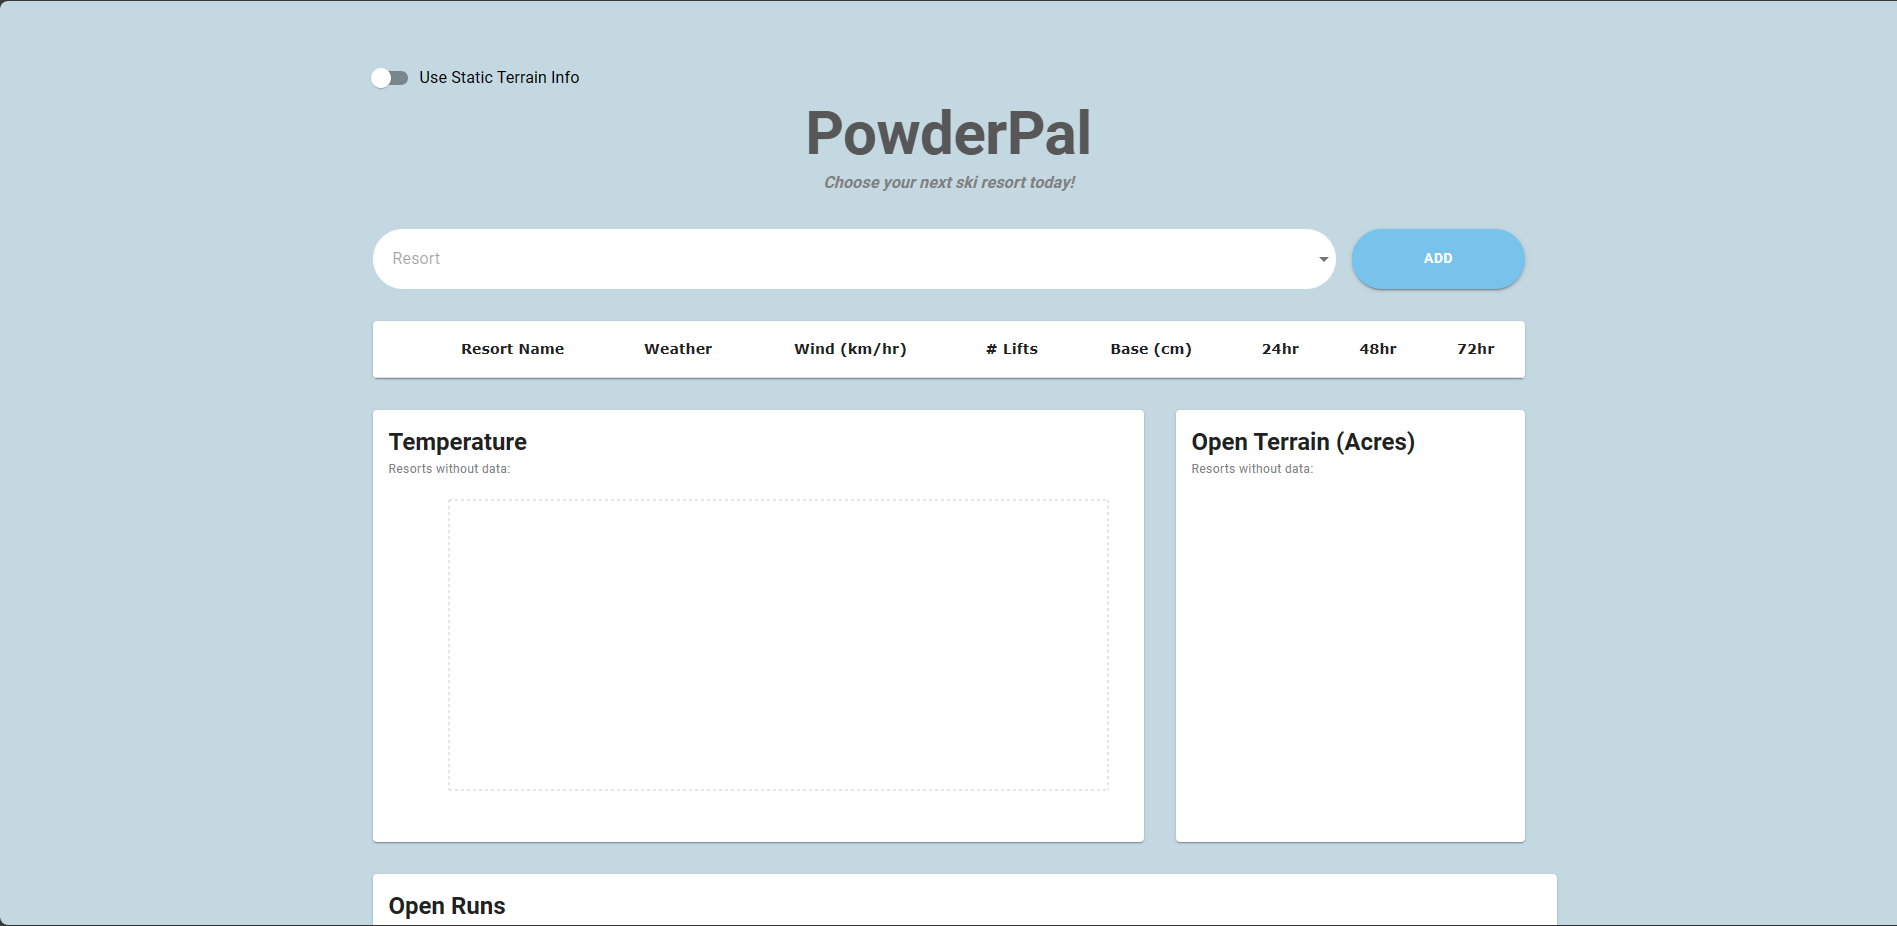 Use Static Terrain Info
PowderPal
Choose your next ski resort today!
Resort
ADD
Resort Name Weather Wind (km/hr) # Lifts Base (cm) 24hr 48hr 72hr
Temperature
Resorts without data:
Open Terrain (Acres)
Resorts without data:
Open Runs